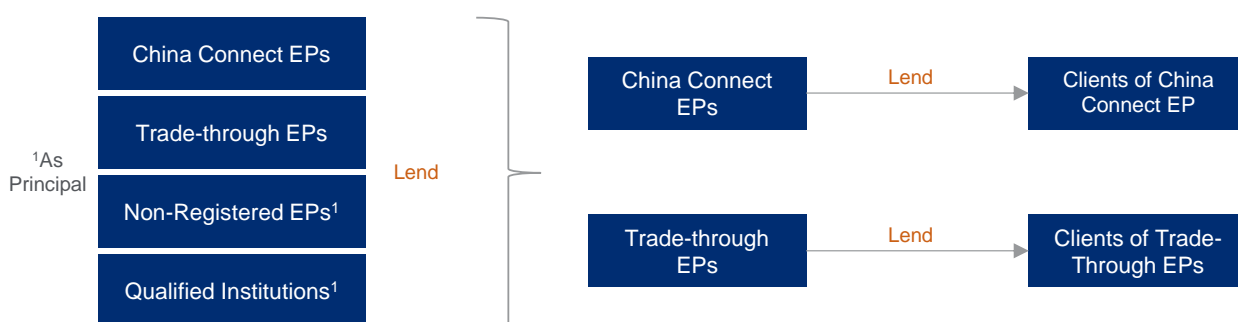 China Connect EPs
Trade-through EPs
Non-Registered EPs¹
Qualified Institutions¹
¹As
Principal
Lend
China Connect
EPs
Lend
Clients of China
Connect EP
Trade-through
EPs
Lend
Clients of Trade-
Through EPs